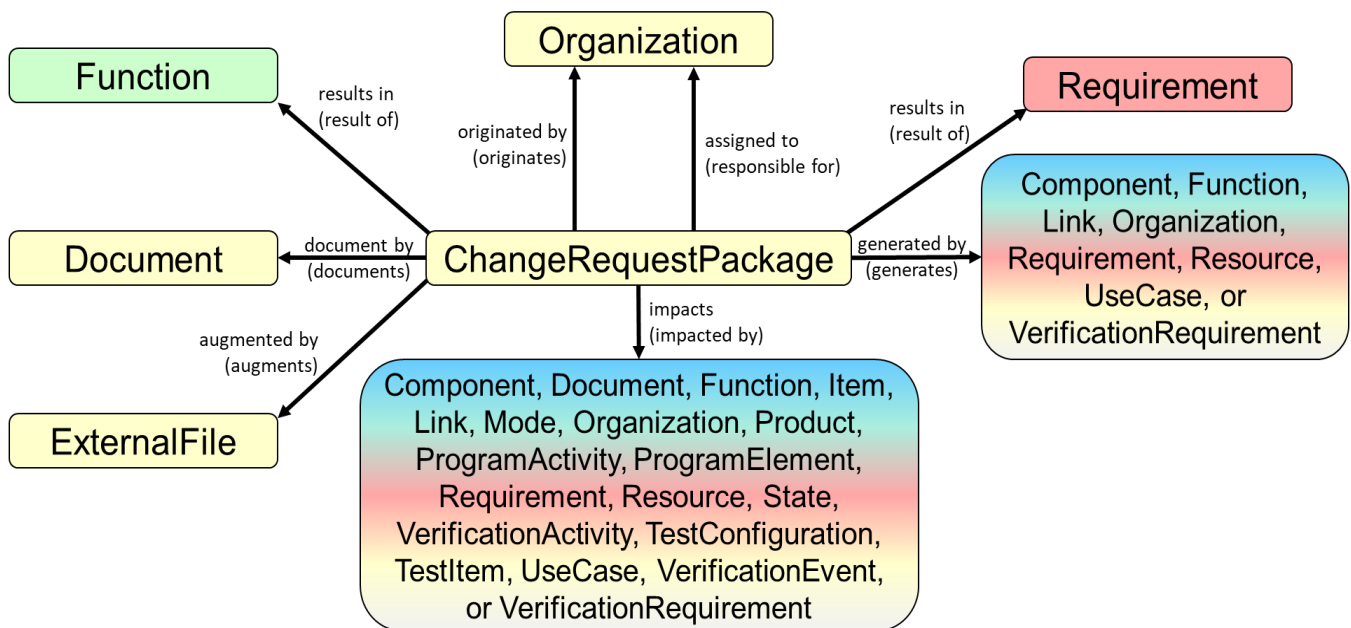 Organization
Function
Requirement
results in
(result of)
originated by
(originates)
assigned to
(responsible for)
results in
(result of)
Component, Function,
Link, Organization,
Requirement, Resource,
UseCase, or
VerificationRequirement
Document
document by
(documents)
ChangeRequestPackage
generated by
(generates)
impacts
(impacted by)
augmented by
(augments)
ExternalFile
Component, Document, Function, Item,
Link, Mode, Organization, Product,
ProgramActivity, ProgramElement,
Requirement, Resource, State,
VerificationActivity, TestConfiguration,
TestItem, UseCase, VerificationEvent,
or VerificationRequirement